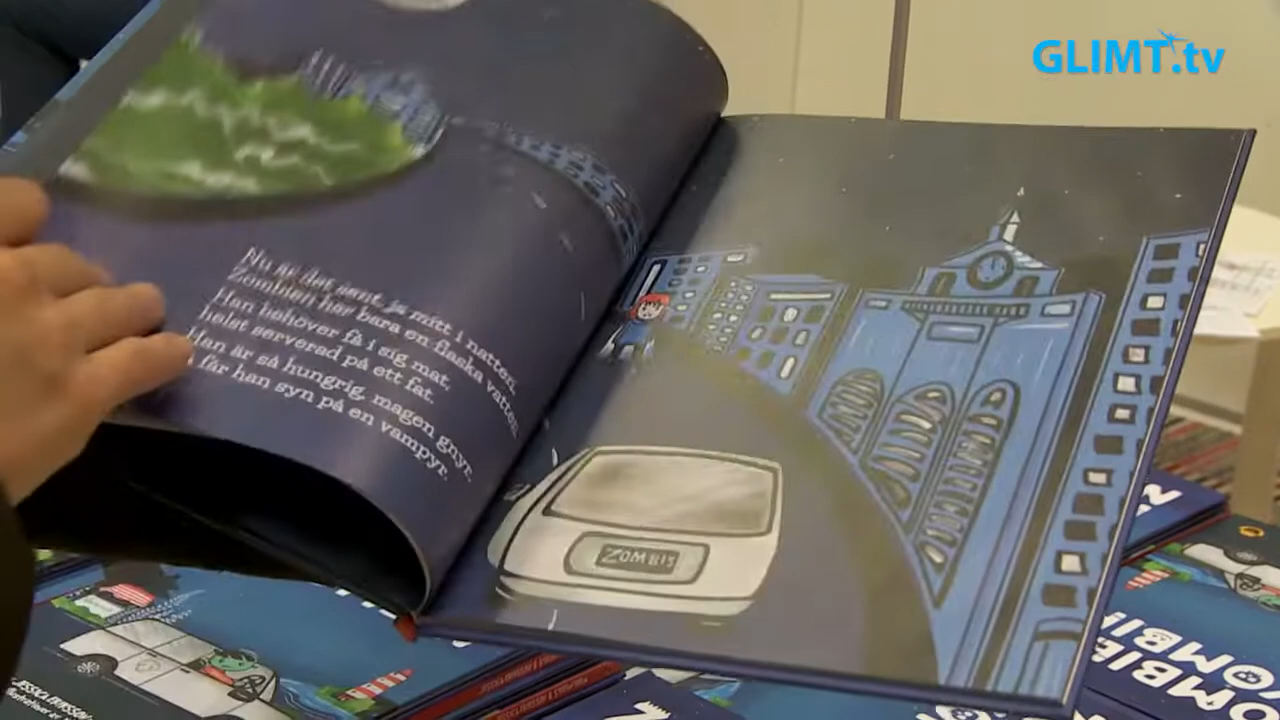 GLIMT.tv
Nu är det sent, ja mitt i natten.
Zombien har bara en flaska vatten.
Han behöver få i sig mat,
helst serverad på ett fat.
Han är så hungrig, magen gnyr.
får han syn på en vampyr.
ZOMBIS